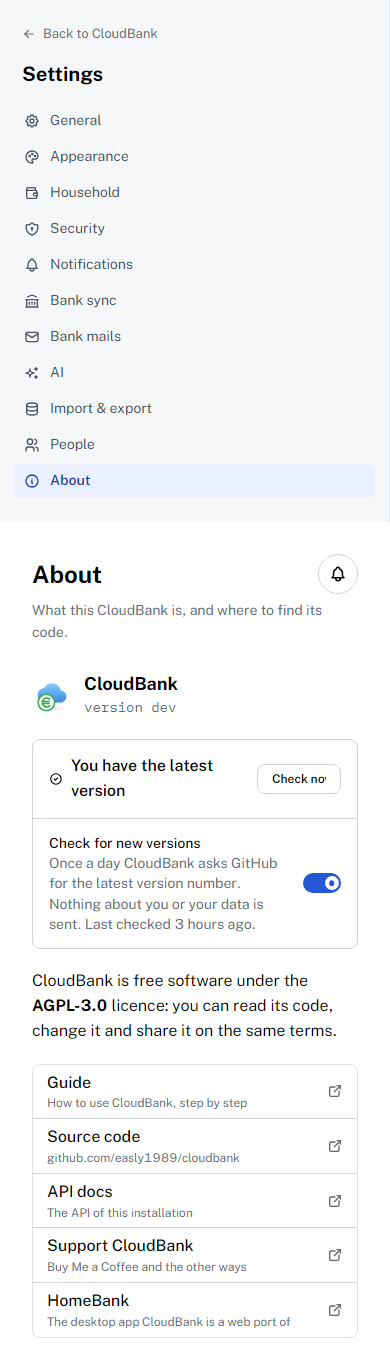 Back to CloudBank
Settings
General
Appearance
Household
Security
Notifications
Bank sync
Bank mails
AI
Import & export
People
About
About
What this CloudBank is, and where to find its
code.
CloudBank
version dev
You have the latest
version
Check now
Check for new versions
Once a day CloudBank asks GitHub
for the latest version number.
Nothing about you or your data is
sent. Last checked 3 hours ago.
CloudBank is free software under the
AGPL-3.0 licence: you can read its code,
change it and share it on the same terms.
Guide
How to use CloudBank, step by step
Source code
github.com/easly1989/cloudbank
API docs
The API of this installation
Support CloudBank
Buy Me a Coffee and the other ways
HomeBank
The desktop app CloudBank is a web port of